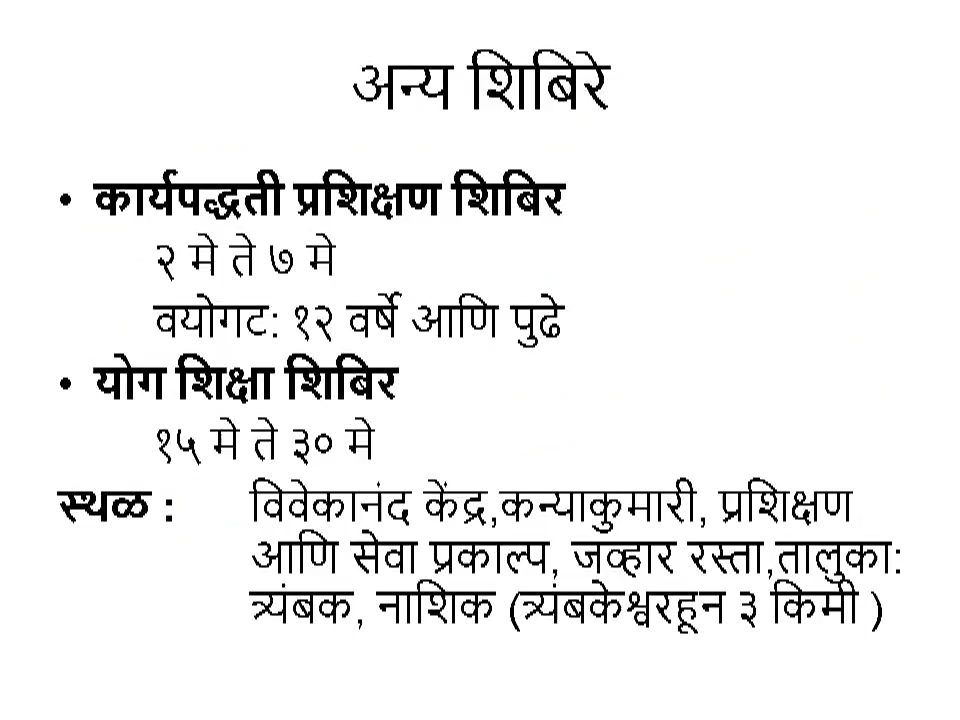 अन्य शिबिरे
• कार्यपद्धती प्रशिक्षण शिबिर
२ मे ते ७ मे
वयोगट: १२ वर्षे आणि पुढे
• योग शिक्षा शिबिर
१५ मे ते ३० मे
स्थळ : विवेकानंद केंद्र,कन्याकुमारी, प्रशिक्षण
आणि सेवा प्रकाल्प, जव्हार रस्ता,तालुका:
त्र्यंबक, नाशिक (त्र्यंबकेश्वरहून ३ किमी )